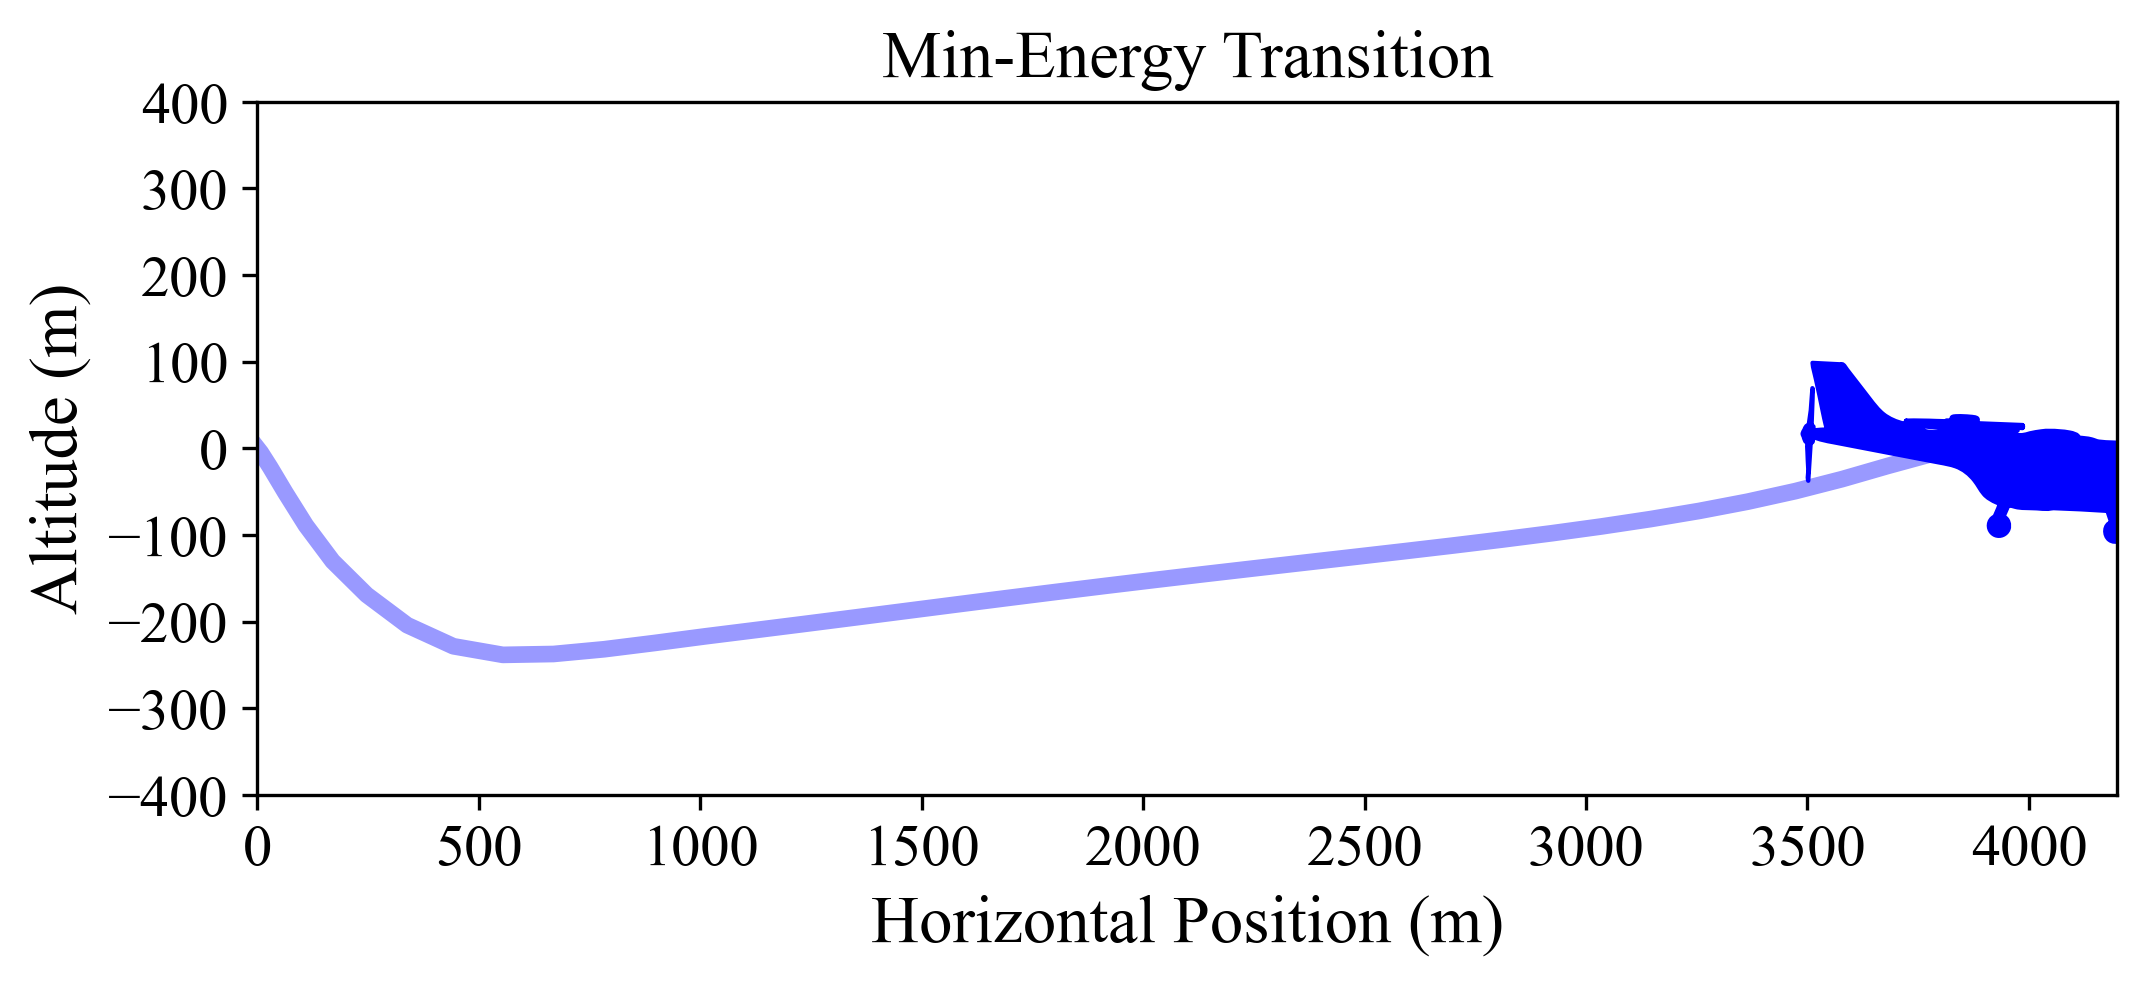 Min-Energy Transition
400
300
200
100
0
−100
−200
−300
−400
Altitude (m)
0 500 1000 1500 2000 2500 3000 3500 4000
Horizontal Position (m)